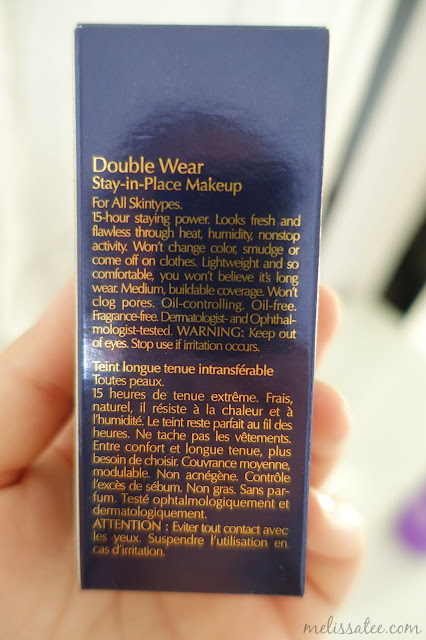 Double Wear
Stay-in-Place Makeup
For All Skintypes.
15-hour staying power. Looks fresh and
flawless through heat, humidity, nonstop
activity. Won't change color, smudge or
come off on clothes. Lightweight and so
comfortable, you won't believe it's long
wear. Medium, buildable coverage. Won't
clog pores. Oil-controlling. Oil-free.
Fragrance-free. Dermatologist- and Ophthal-
mologist-tested. WARNING: Keep out
of eyes. Stop use if irritation occurs.
Teint longue tenue intransférable
Toutes peaux.
15 heures de tenue extrême. Frais,
naturel, il résiste à la chaleur et à
l'humidité. Le teint reste parfait au fil des
heures. Ne tache pas les vêtements.
Entre confort et longue tenue, plus
besoin de choisir. Couvrance moyenne,
modulable. Non acnégène. Contrôle
l'excès de sébum. Non gras. Sans par-
fum. Testé ophtalmologiquement et
dermatologiquement.
ATTENTION : Eviter tout contact avec
les yeux. Suspendre l'utilisation en
cas d'irritation.
melissatee.com